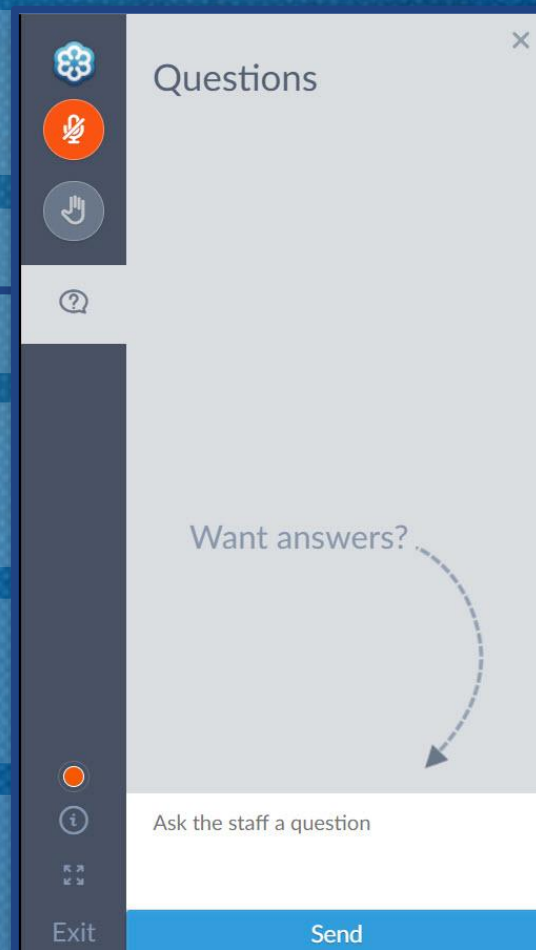 Questions
Want answers?
Ask the staff a question
Exit
Send